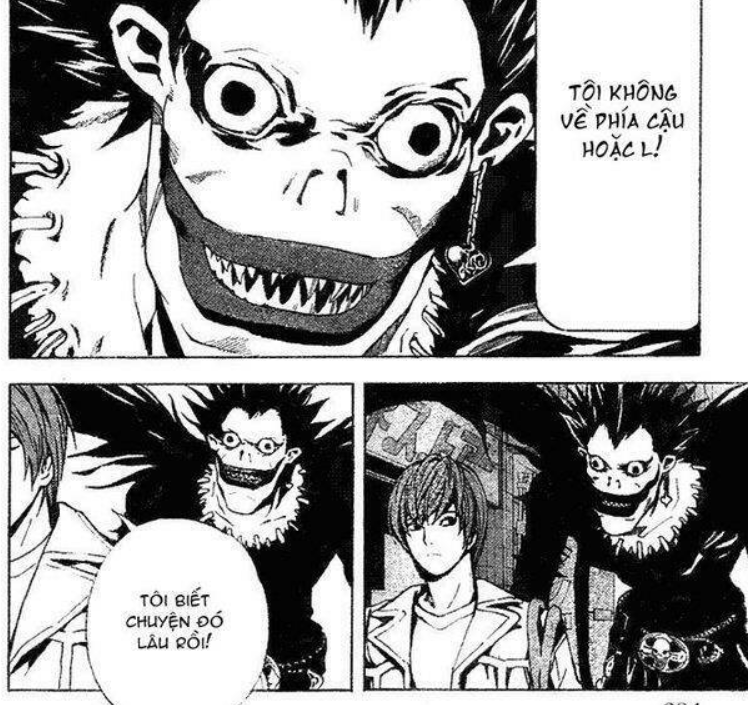 TÔI KHÔNG
VỀ PHÍA CẬU
HOẶC L!
TÔI BIẾT
CHUYỆN ĐÓ
LÂU RỒI!